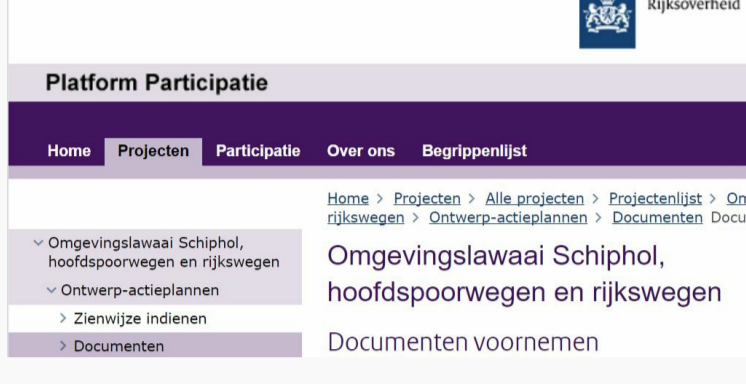 Rijksoverheid
Platform Participatie
Home Projecten Participatie Over ons Begrippenlijst
Home > Projecten > Alle projecten > Projectenlijst >
rijkswegen > Ontwerp-actieplannen > Documenten
Omgevingslawaai Schiphol,
hoofdspoorwegen en rijkswegen
Ontwerp-actieplannen
Zienwijze indienen
Documenten
Omgevingslawaai Schiphol,
hoofdspoorwegen en rijkswegen
Documenten voornemen